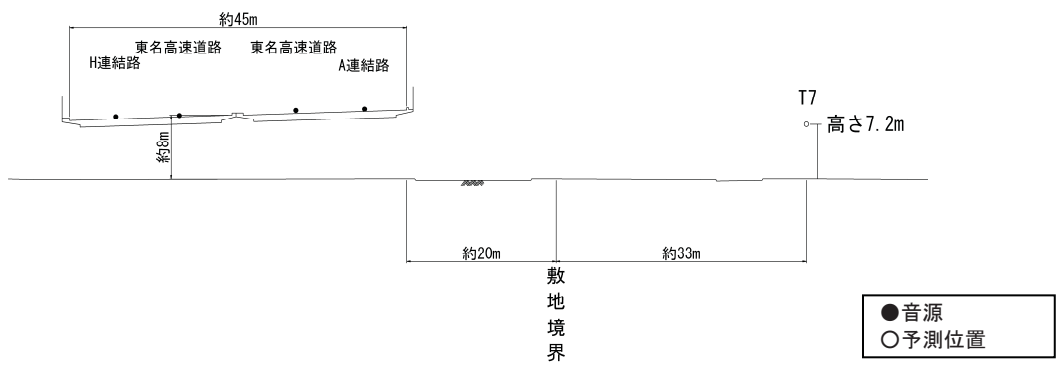 約45m
東名高速道路
東名高速道路
H連結路
A連結路
約8m
T7
高さ7.2m
約20m
約33m
敷地境界
●音源
○予測位置